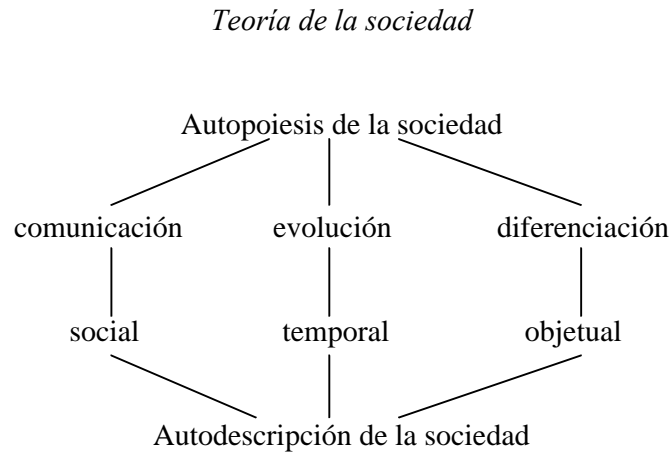 Teoría de la sociedad
Autopoiesis de la sociedad
comunicación evolución diferenciación
social temporal objetual
Autodescripción de la sociedad